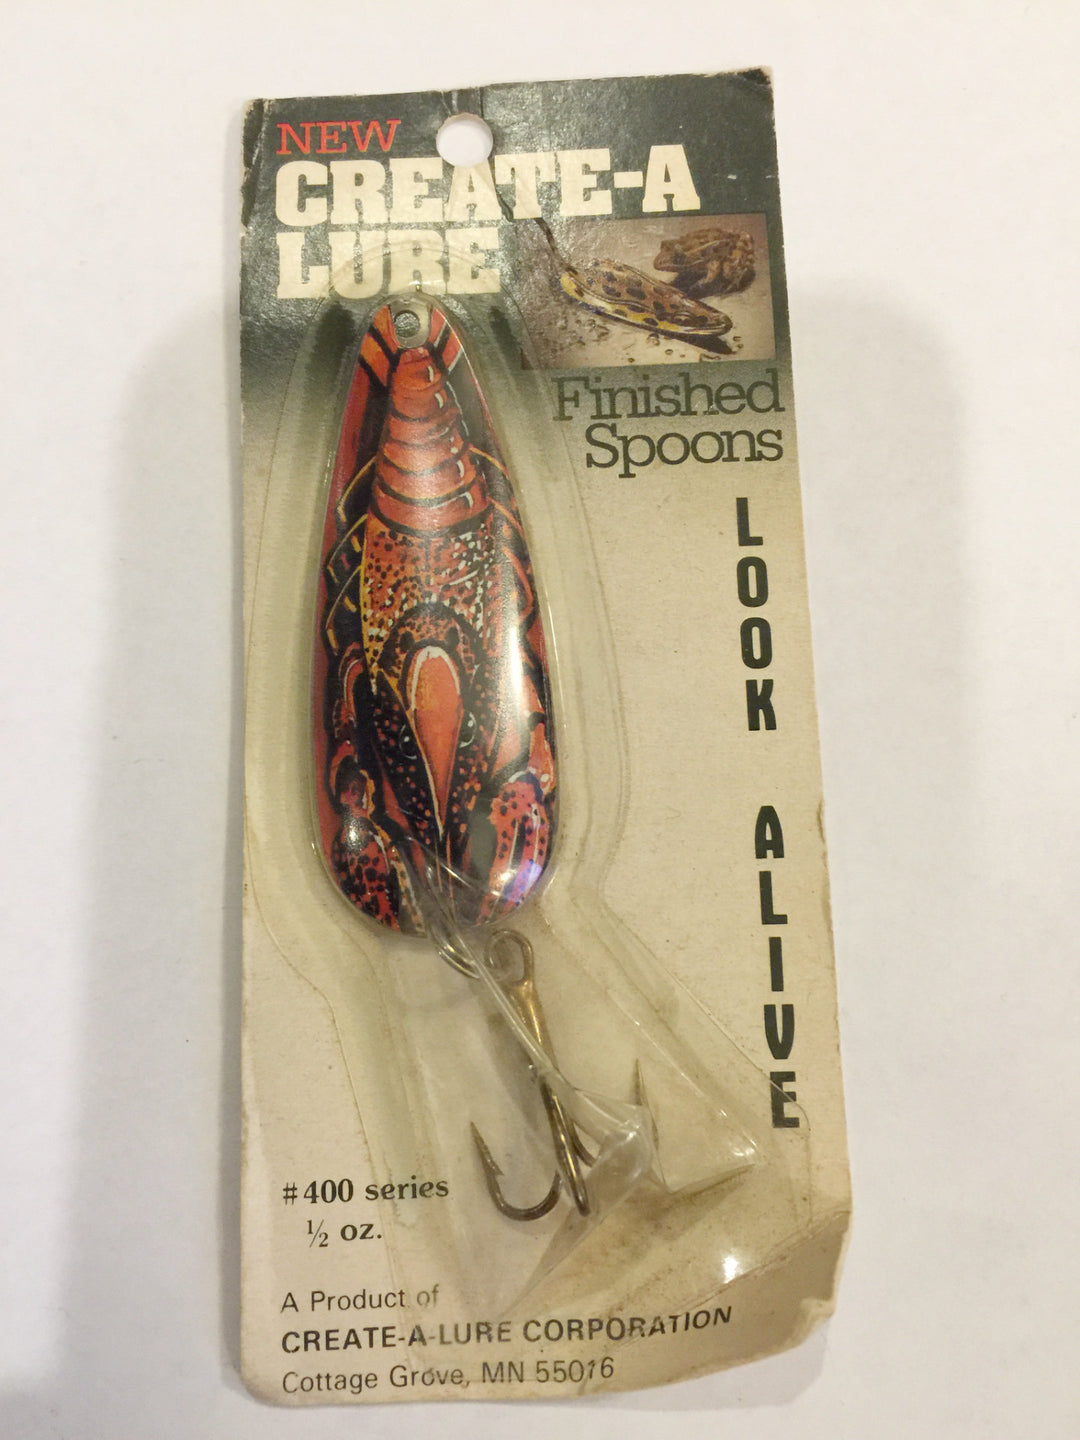 NEW
CREATE-A
LURE
Finished
Spoons
LOOK ALIVE
#400 series
½ oz.
A Product of
CREATE-A-LURE CORPORATION
Cottage Grove, MN 55016